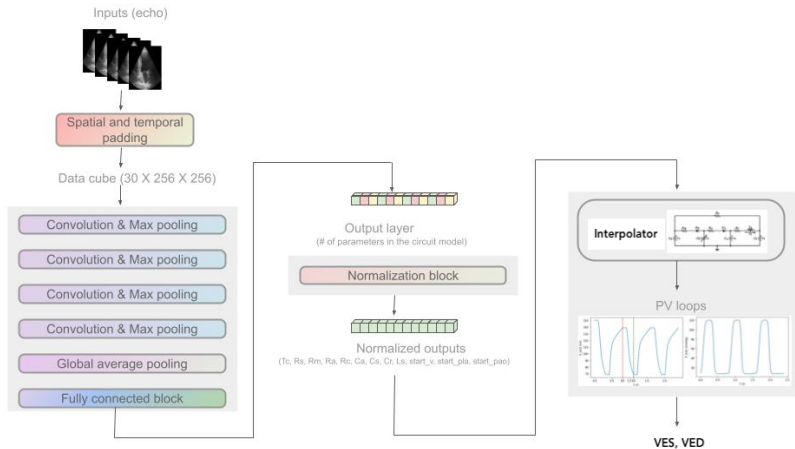 Inputs (echo)
Spatial and temporal
padding
Data cube (30 X 256 X 256)
Convolution & Max pooling
Convolution & Max pooling
Convolution & Max pooling
Convolution & Max pooling
Global average pooling
Fully connected block
Output layer
(# of parameters in the circuit model)
Normalization block
Normalized outputs
(Tc, Rs, Rm, Ra, Rc, Ca, Cs, Cr, Ls, start_v, start_pla, start_pao)
Interpolator
PV loops
VES, VED